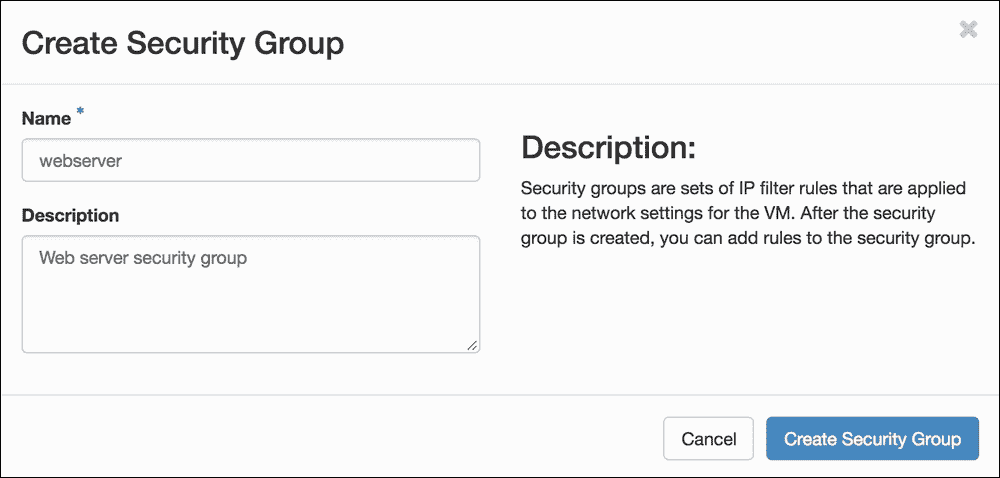 Create Security Group
Name *
webserver
Description
Web server security group
Description:
Security groups are sets of IP filter rules that are applied
to the network settings for the VM. After the security
group is created, you can add rules to the security group.
Cancel
Create Security Group